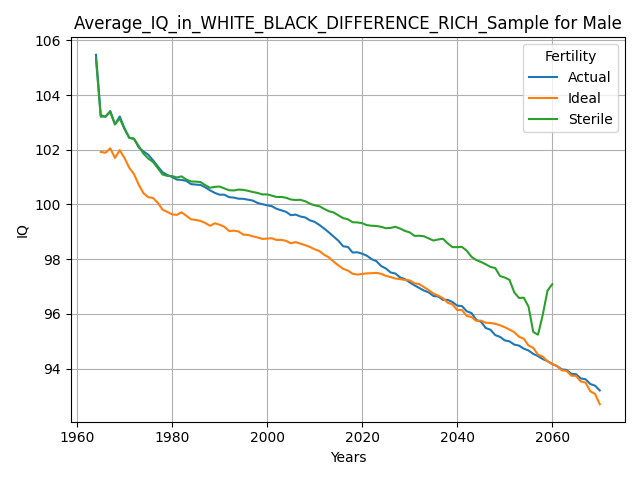 Average_IQ_in_WHITE_BLACK_DIFFERENCE_RICH_Sample for Male
Fertility
Actual
Ideal
Sterile
106
104
102
100
98
96
94
IQ
1960
1980
2000
2020
2040
2060
Years